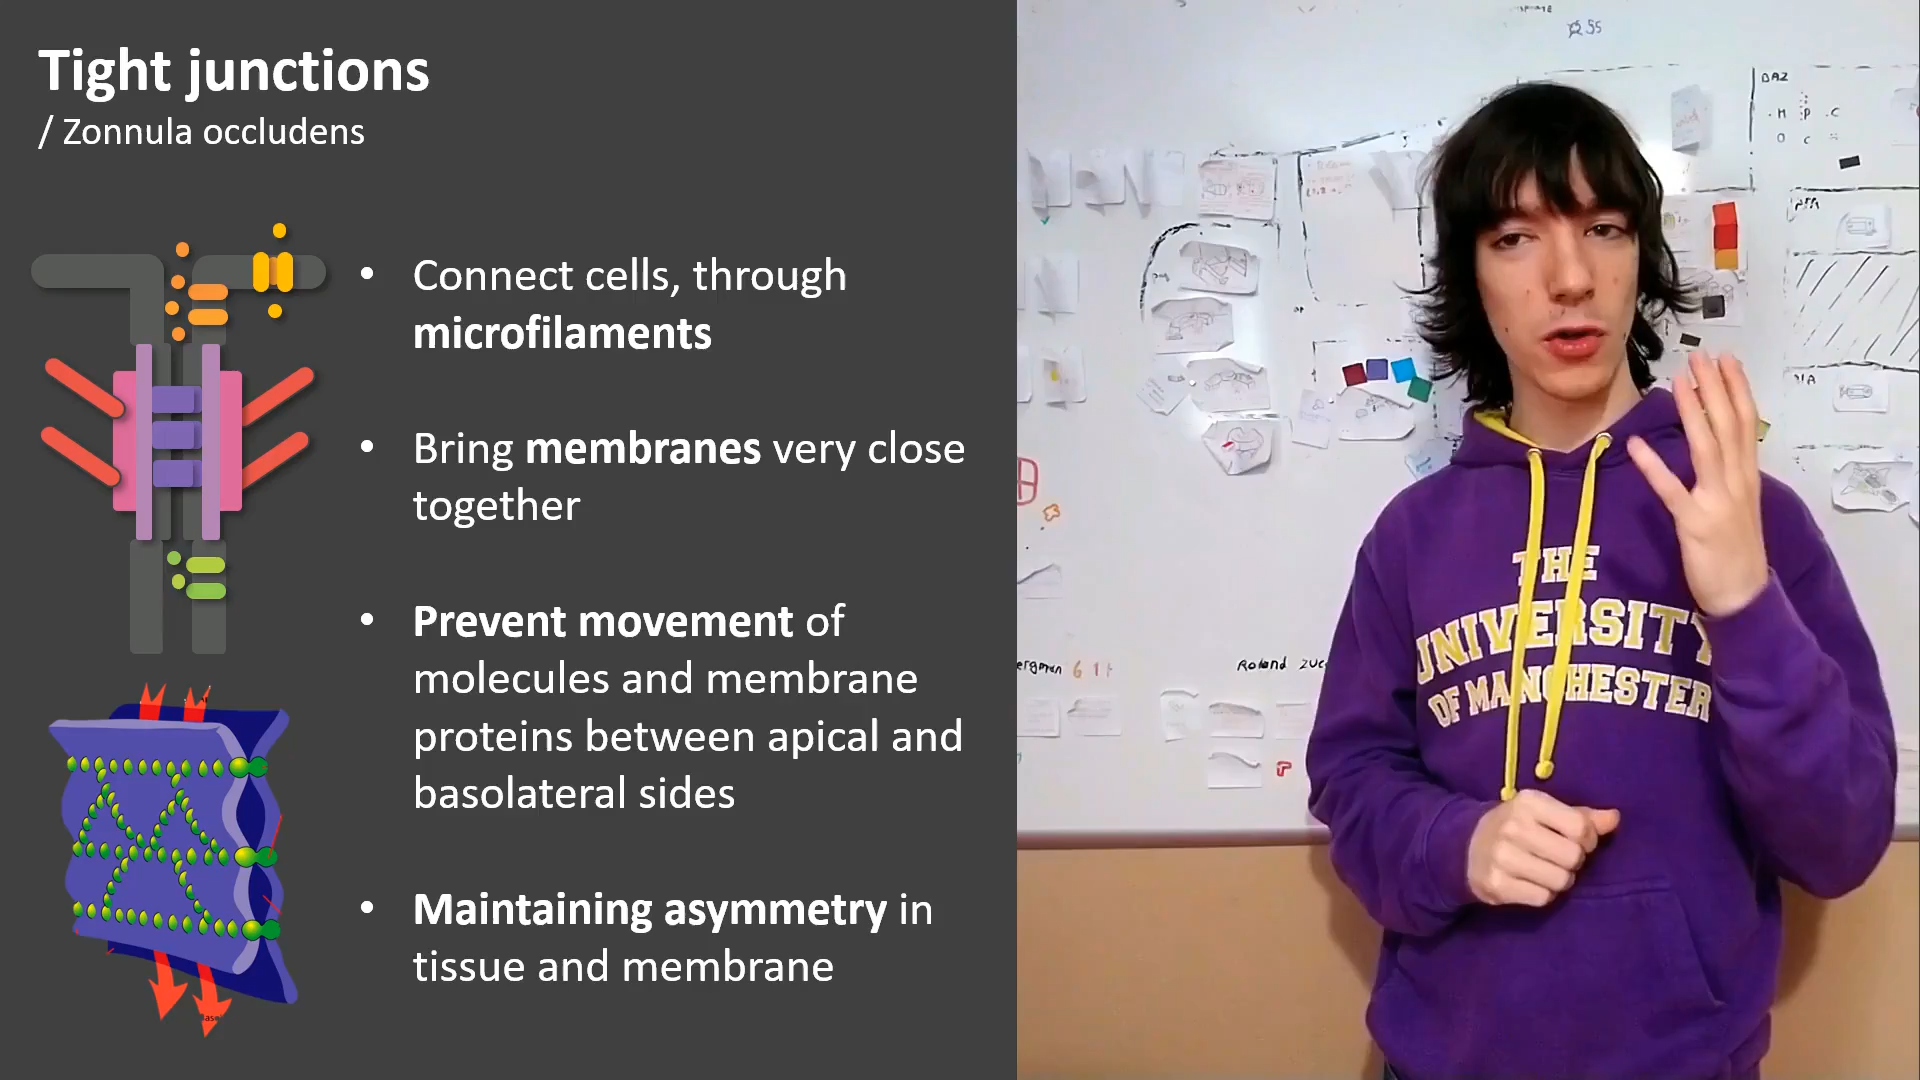 Tight junctions
/ Zonnula occludens
• Connect cells, through
microfilaments
• Bring membranes very close
together
• Prevent movement of
molecules and membrane
proteins between apical and
basolateral sides
• Maintaining asymmetry in
tissue and membrane
THE
UNIVERSITY
OF MANCHESTER
Roland